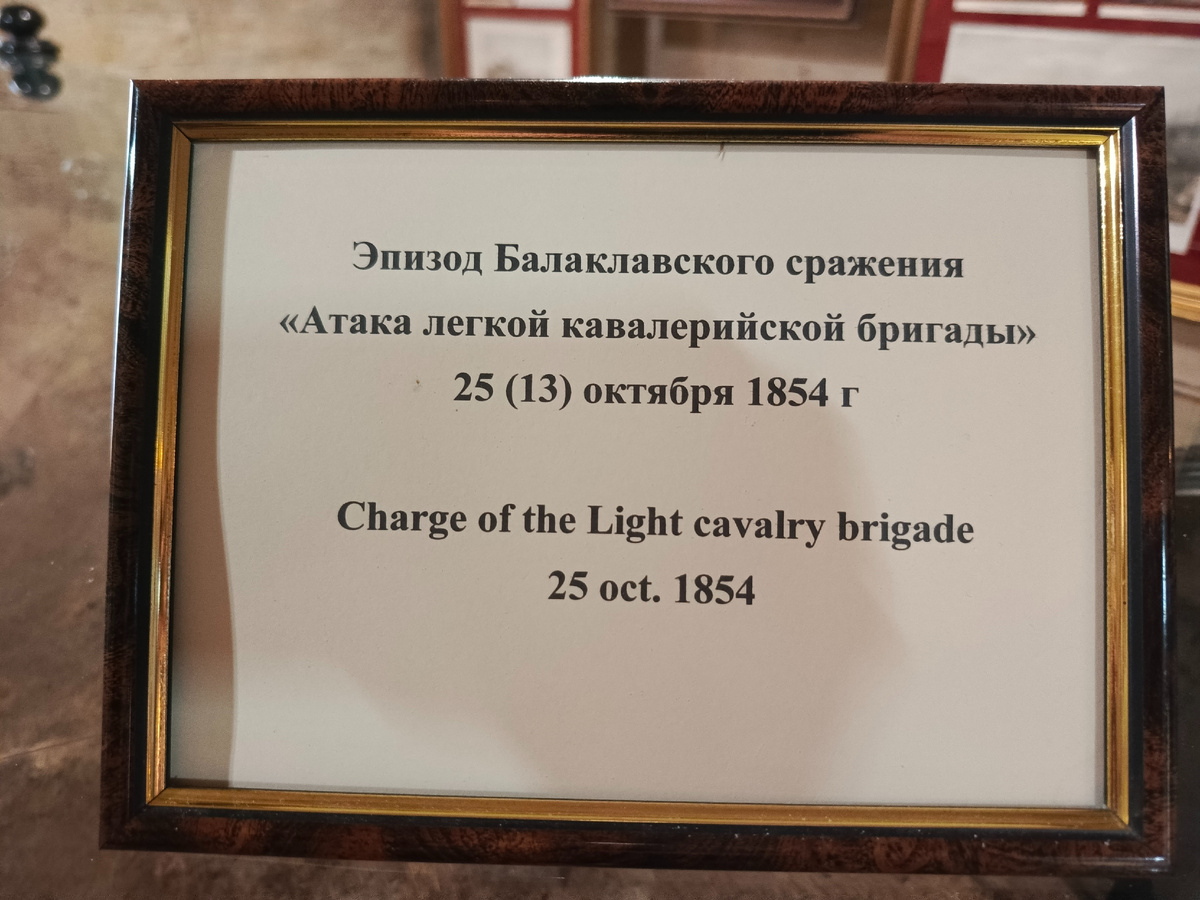 Эпизод Балаклавского сражения
«Атака легкой кавалерийской бригады»
25 (13) октября 1854 г
Charge of the Light cavalry brigade
25 oct. 1854